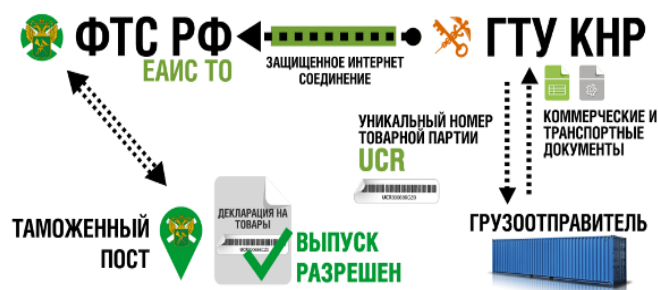 ФТС РФ
ЕАИС ТО
ЗАЩИЩЕННОЕ ИНТЕРНЕТ
СОЕДИНЕНИЕ
ГТУ КНР
КОММЕРЧЕСКИЕ И
ТРАНСПОРТНЫЕ
ДОКУМЕНТЫ
УНИКАЛЬНЫЙ НОМЕР
ТОВАРНОЙ ПАРТИИ
UCR
ГРУЗООТПРАВИТЕЛЬ
ТАМОЖЕННЫЙ
ПОСТ
ДЕКЛАРАЦИЯ НА
ТОВАРЫ
ВЫПУСК
РАЗРЕШЕН